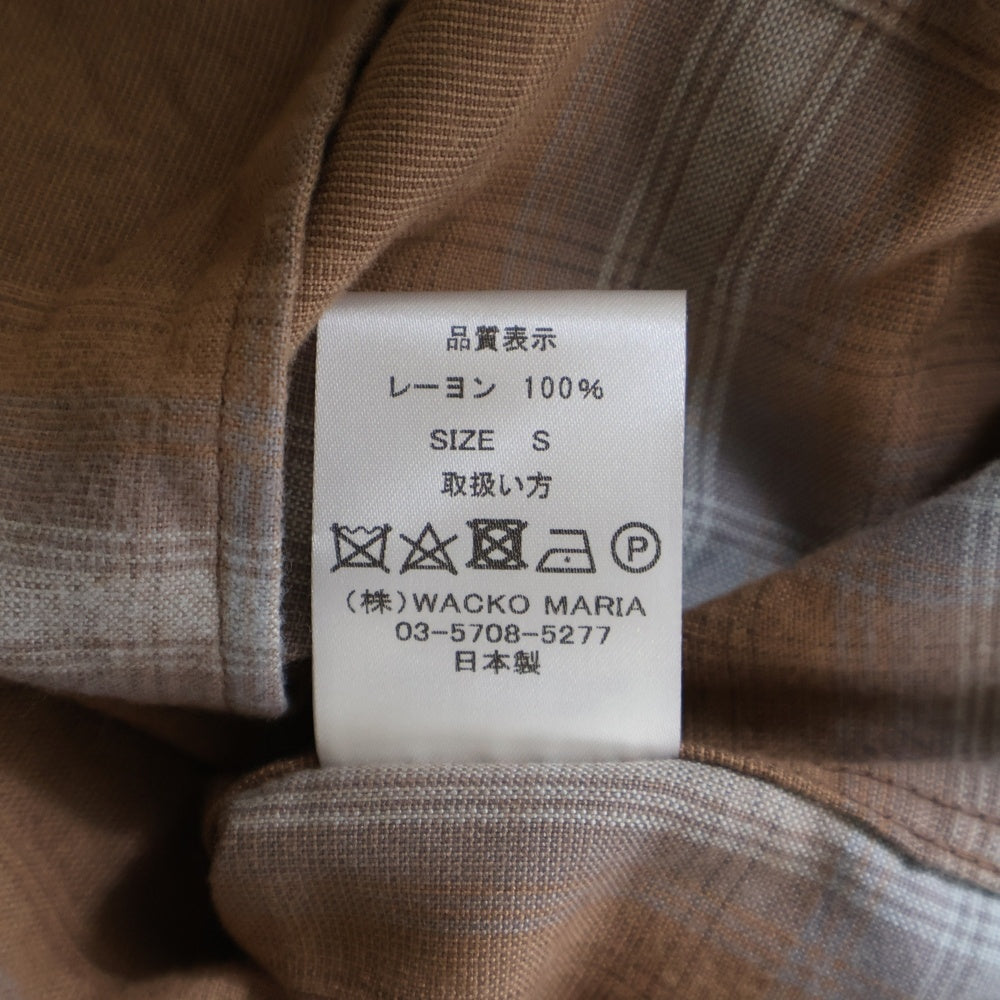 品質表示
レーヨン 100%
SIZE S
取扱い方
P
(株)WACKO MARIA
03-5708-5277
日本製